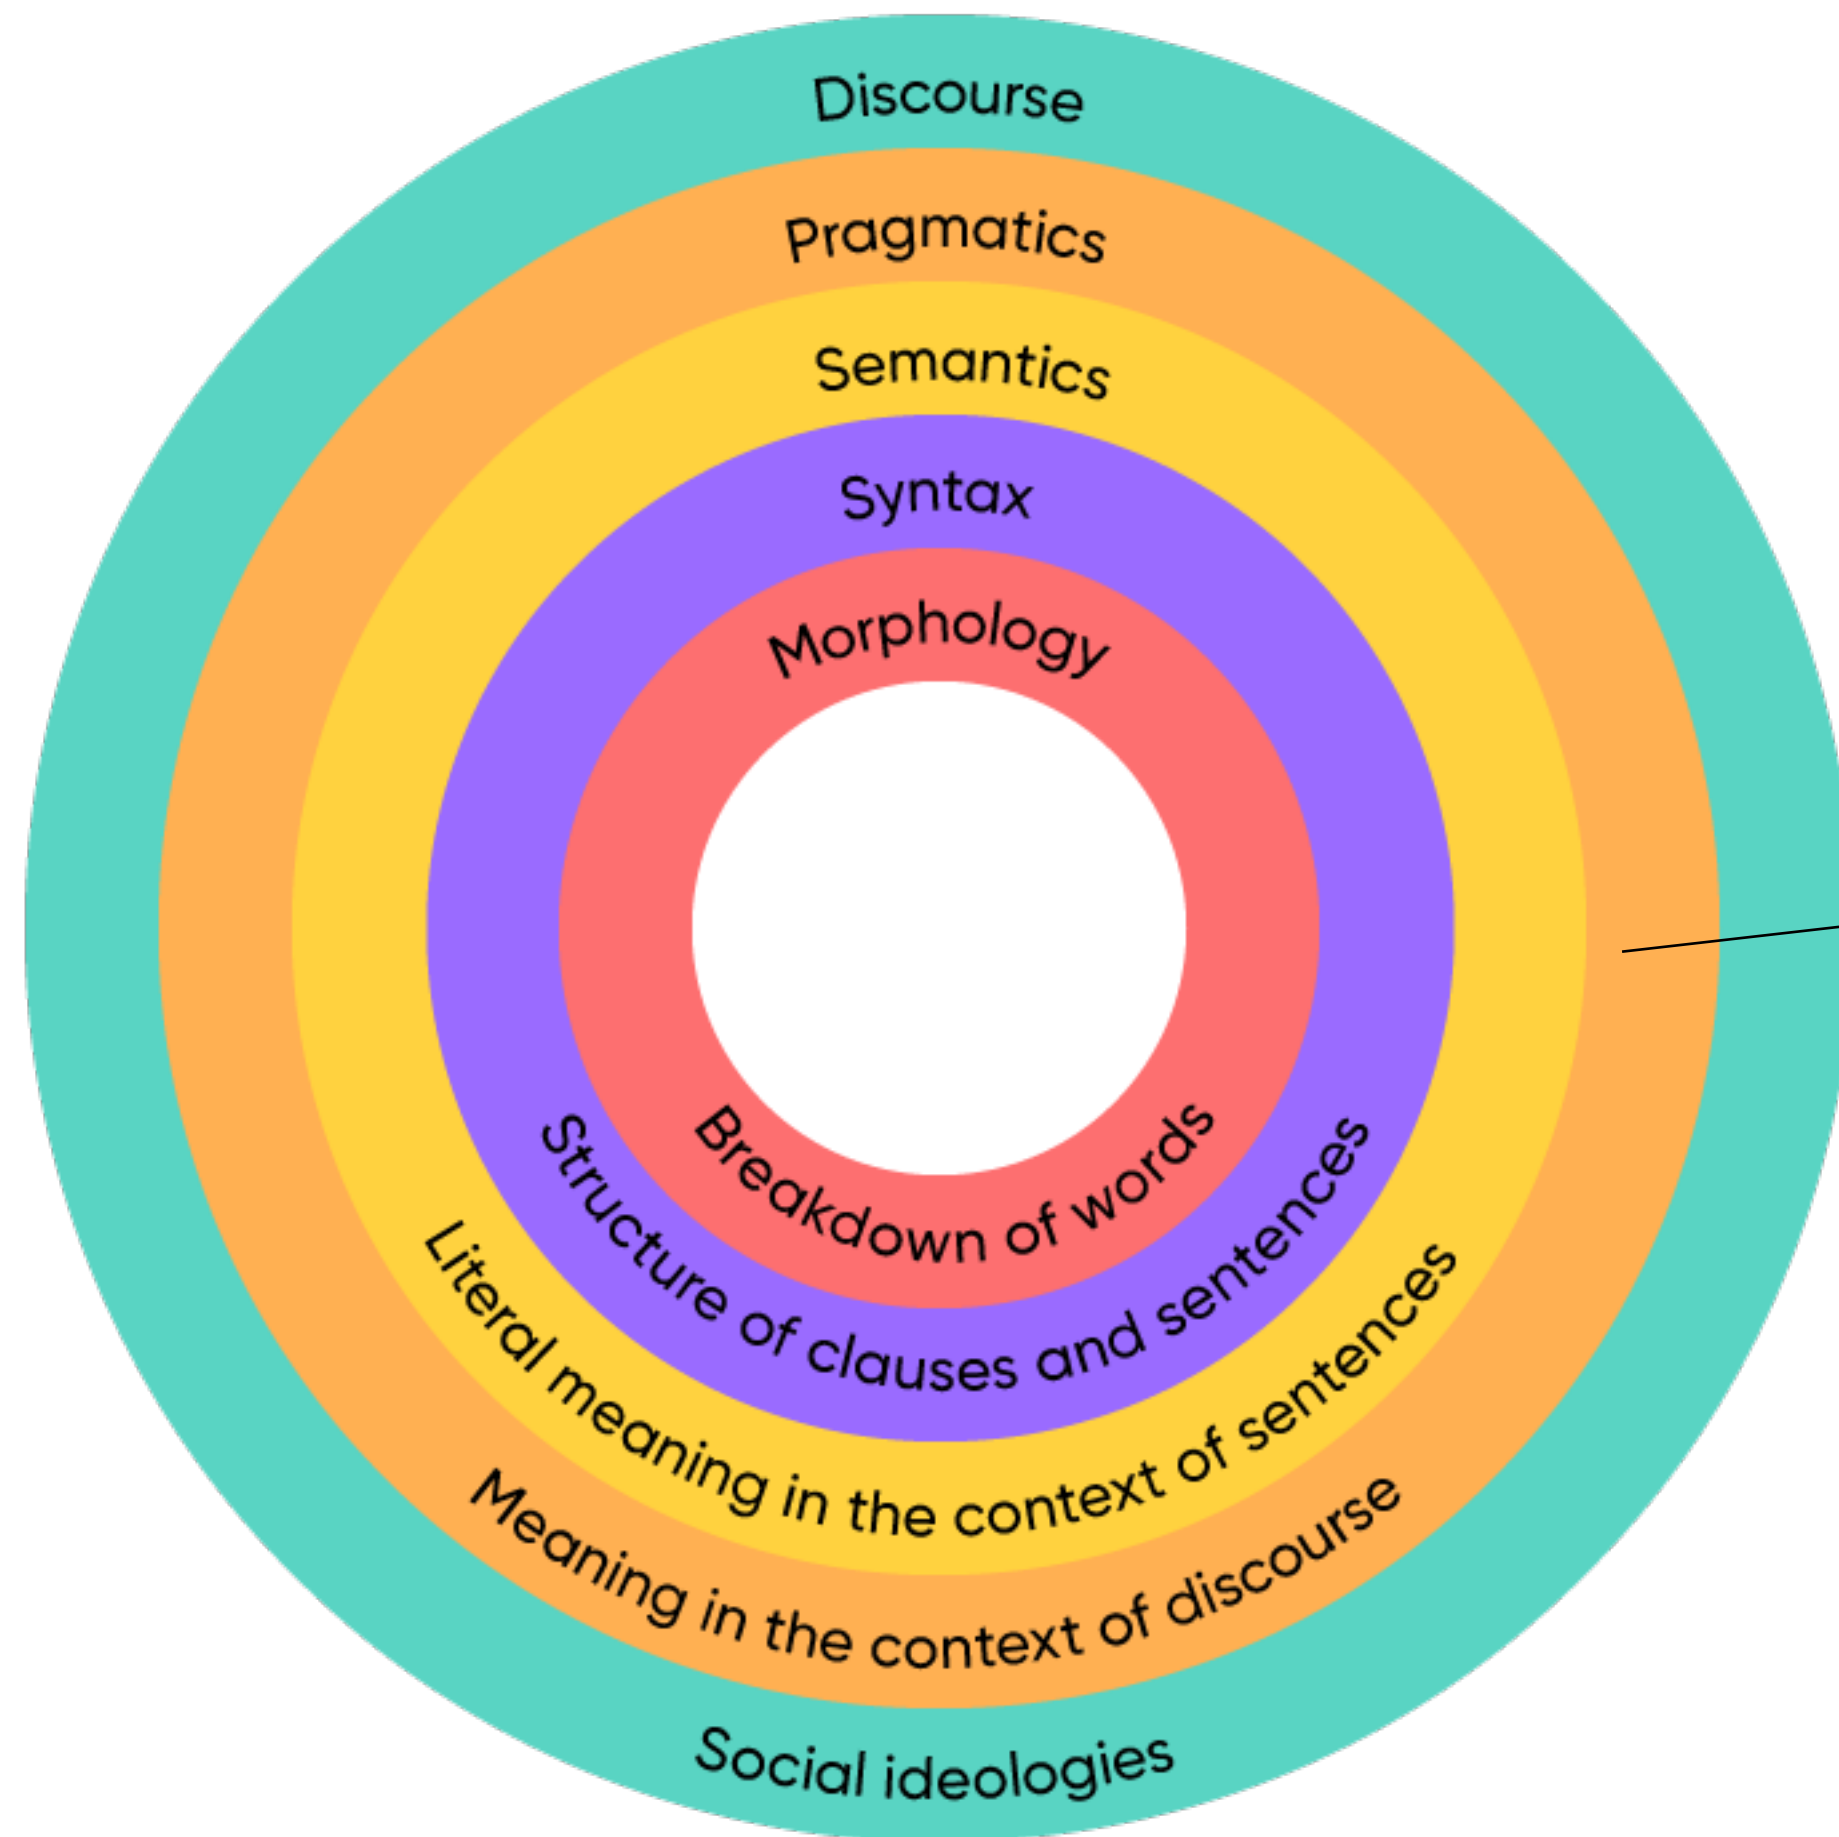 Discourse
Pragmatics
Semantics
Syntax
Morphology
Breakdown of words
Structure of clauses and sentences
Literal meaning in the context of sentences
Meaning in the context of discourse
Social ideologies